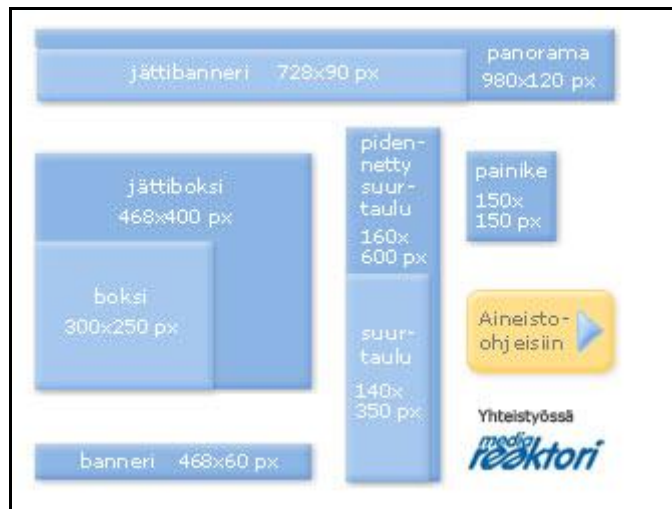 jättibanneri 728x90 px
panorama
980x120 px
jättiboksi
468x400 px
boksi
300x250 px
piden-
netty
suur-
taulu
160x
600 px
suur-
taulu
140x
350 px
painike
150x
150 px
Aineisto-
ohjeisiin
Yhteistyössä
media
reaktori
banneri 468x60 px